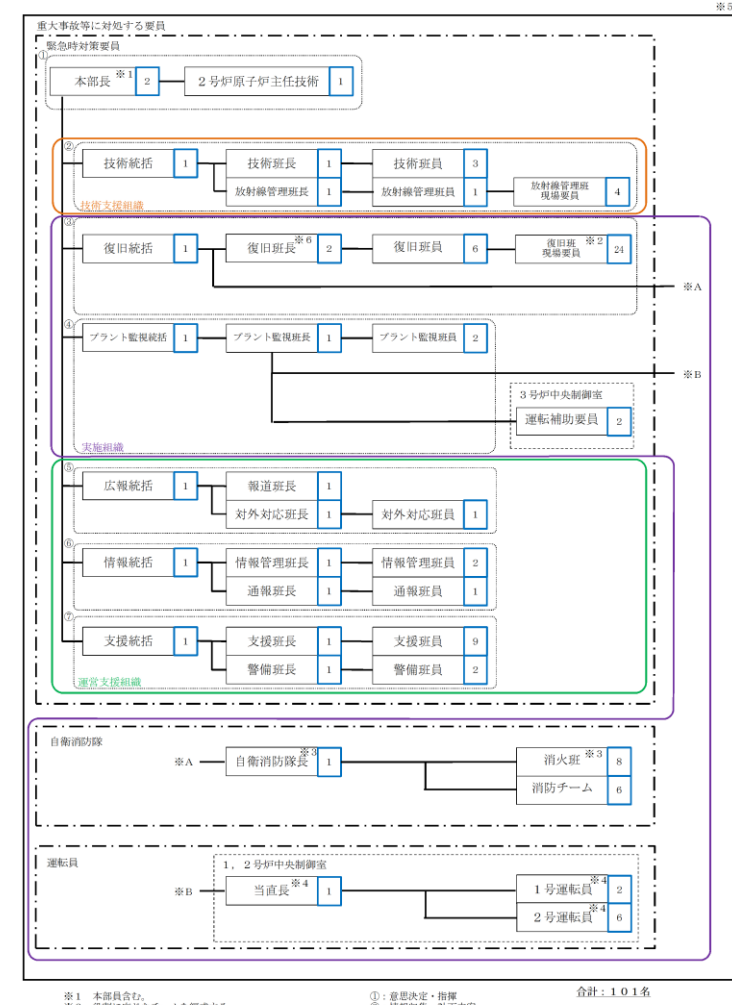 ※5
重大事故等に対処する要員
緊急時対策要員
①
本部長 ※1 2 2号炉原子炉主任技術 1
②
技術統括 1 技術班長 1 技術班員 3
放射線管理班長 1 放射線管理班員 1 放射線管理班 現場要員 4
技術支援組織
③
復旧統括 1 復旧班長 ※6 2 復旧班員 6 復旧班 現場要員 ※2 24
※A
④
プラント監視統括 1 プラント監視班長 1 プラント監視班員 2
※B
3号炉中央制御室
運転補助要員 2
実施組織
⑤
広報統括 1 報道班長 1
対外対応班長 1 対外対応班員 1
⑥
情報統括 1 情報管理班長 1 情報管理班員 2
通報班長 1 通報班員 1
⑦
支援統括 1 支援班長 1 支援班員 9
警備班長 1 警備班員 2
運営支援組織
自衛消防隊
※A 自衛消防隊長 ※3 1 消火班 ※3 8
消防チーム 6
運転員
1，2号炉中央制御室
※B 当直長 ※4 1 1号運転員 ※4 2
2号運転員 ※4 6
合計：101名
※1 本部員含む。 ①：意思決定・指揮